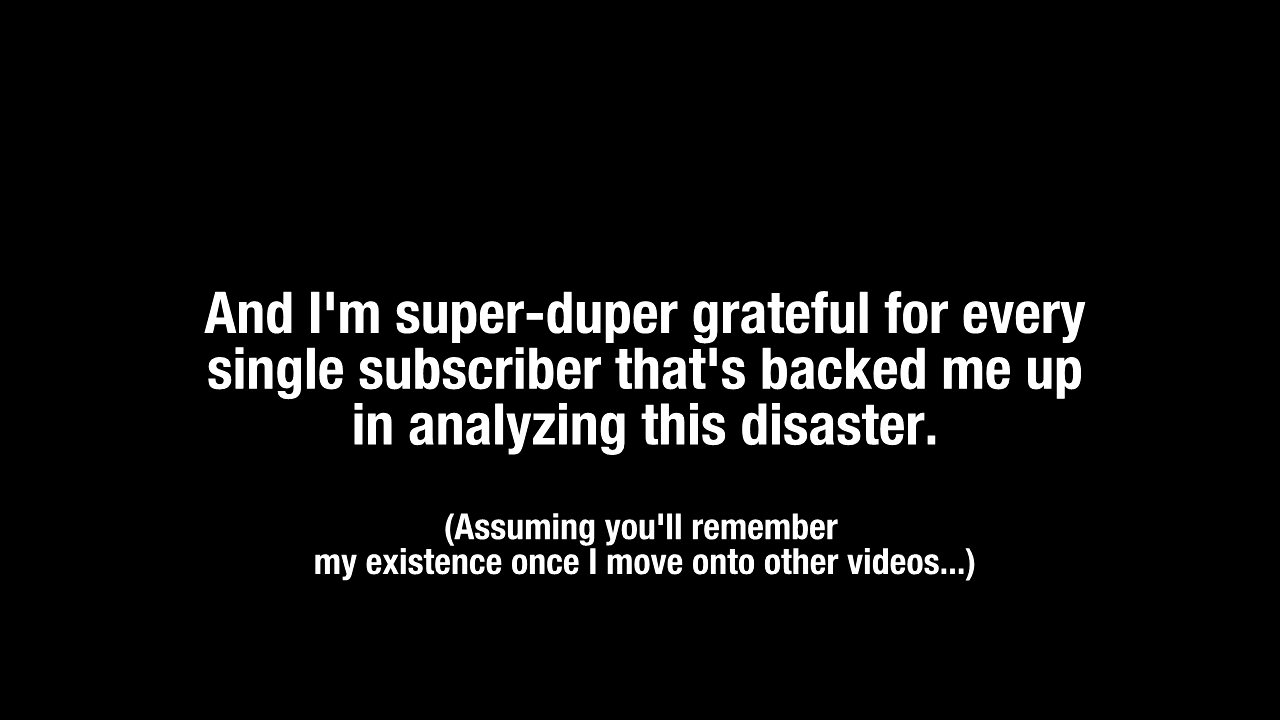 And I'm super-duper grateful for every
single subscriber that's backed me up
in analyzing this disaster.
(Assuming you'll remember
my existence once I move onto other videos...)